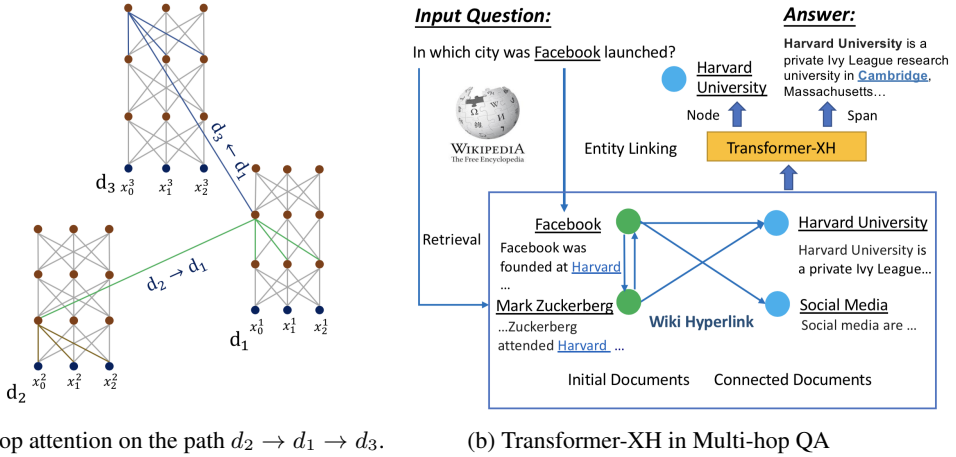 d₃ x₀³ x₁³ x₂³
d₃ ← d₁
d₂ → d₁
d₁ x₀¹ x₁¹ x₂¹
d₂ x₀² x₁² x₂²
op attention on the path d₂ → d₁ → d₃.
Input Question:
In which city was Facebook launched?
WIKIPEDIA
The Free Encyclopedia
Answer:
Harvard University is a
private Ivy League research
university in Cambridge,
Massachusetts…
Harvard
University
Node
Span
Entity Linking
Transformer-XH
Retrieval
Facebook
Facebook was
founded at Harvard
...
Mark Zuckerberg
...Zuckerberg
attended Harvard ...
Wiki Hyperlink
Harvard University
Harvard University is
a private Ivy League...
Social Media
Social media are ...
Initial Documents
Connected Documents
(b) Transformer-XH in Multi-hop QA